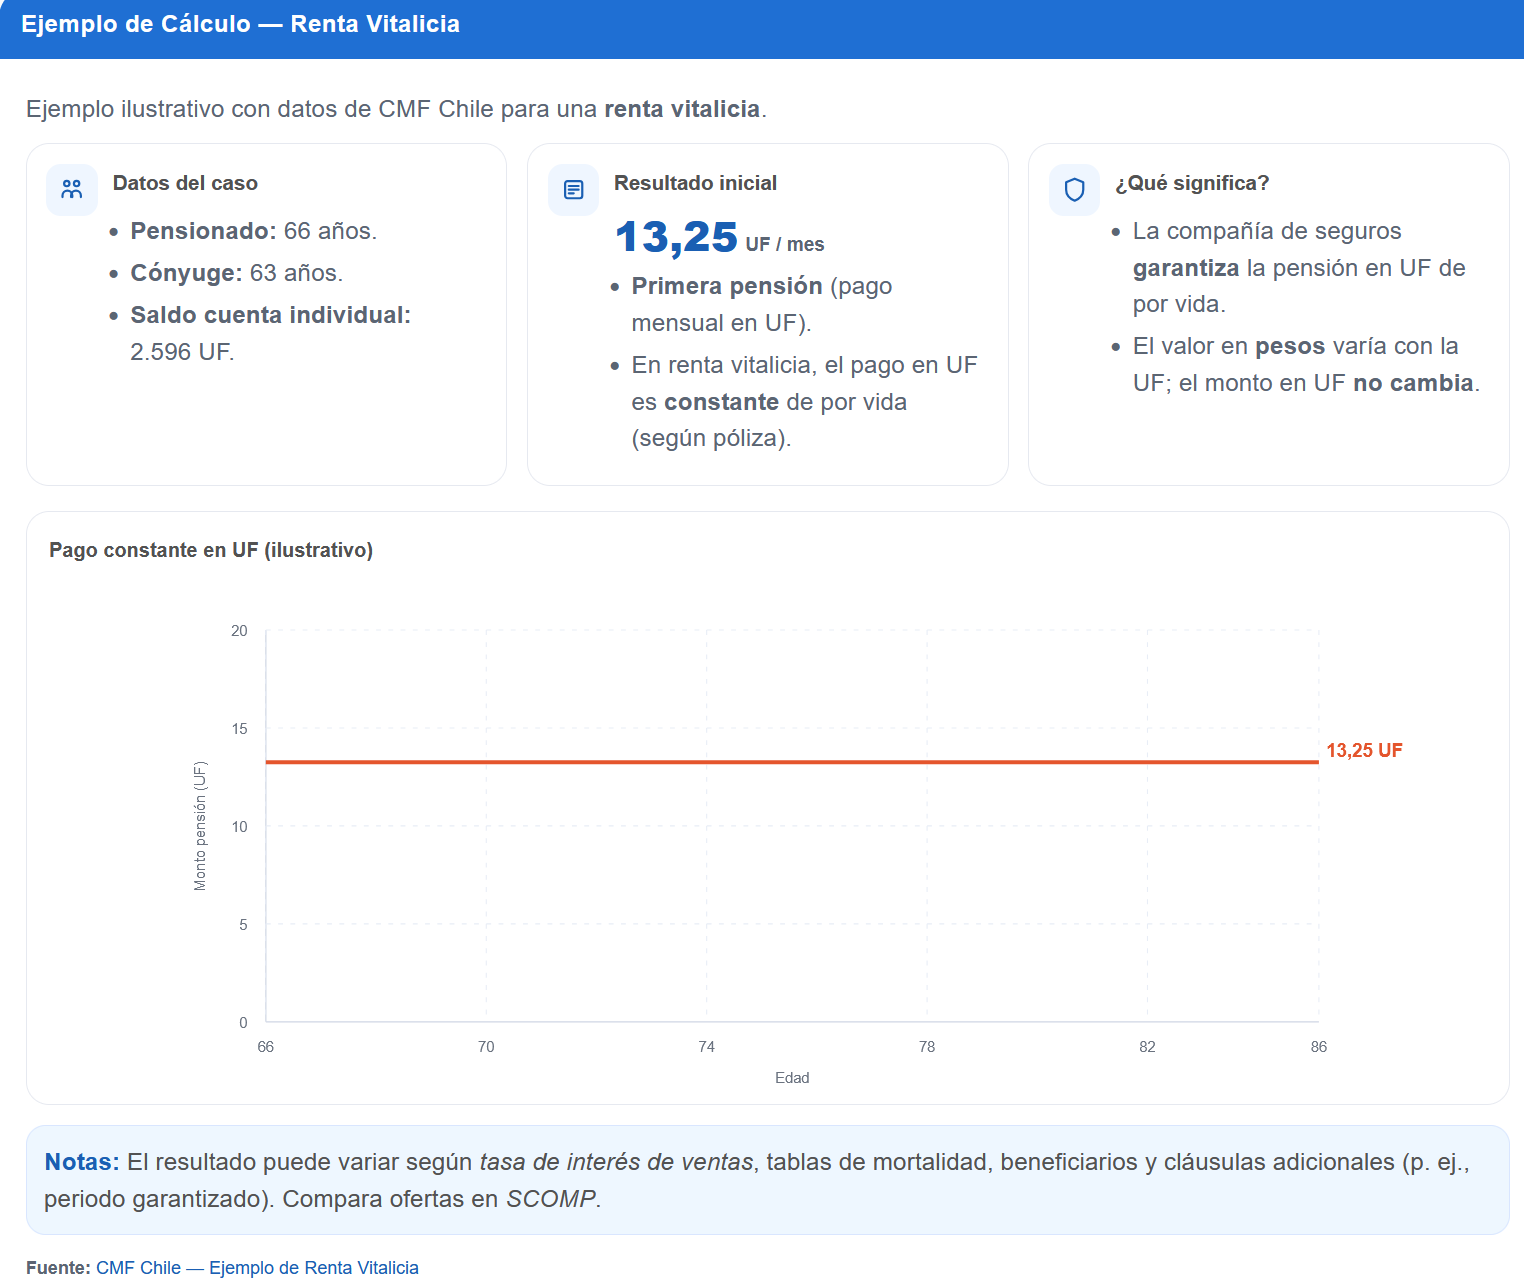 Ejemplo de Cálculo — Renta Vitalicia
Ejemplo ilustrativo con datos de CMF Chile para una renta vitalicia.
Datos del caso
• Pensionado: 66 años.
• Cónyuge: 63 años.
• Saldo cuenta individual:
2.596 UF.
Resultado inicial
13,25 UF / mes
• Primera pensión (pago
mensual en UF).
• En renta vitalicia, el pago en UF
es constante de por vida
(según póliza).
¿Qué significa?
• La compañía de seguros
garantiza la pensión en UF de
por vida.
• El valor en pesos varía con la
UF; el monto en UF no cambia.
Pago constante en UF (ilustrativo)
20
15
10
5
0
Monto pensión (UF)
13,25 UF
66 70 74 78 82 86
Edad
Notas: El resultado puede variar según tasa de interés de ventas, tablas de mortalidad, beneficiarios y cláusulas adicionales (p. ej.,
periodo garantizado). Compara ofertas en SCOMP.
Fuente: CMF Chile — Ejemplo de Renta Vitalicia